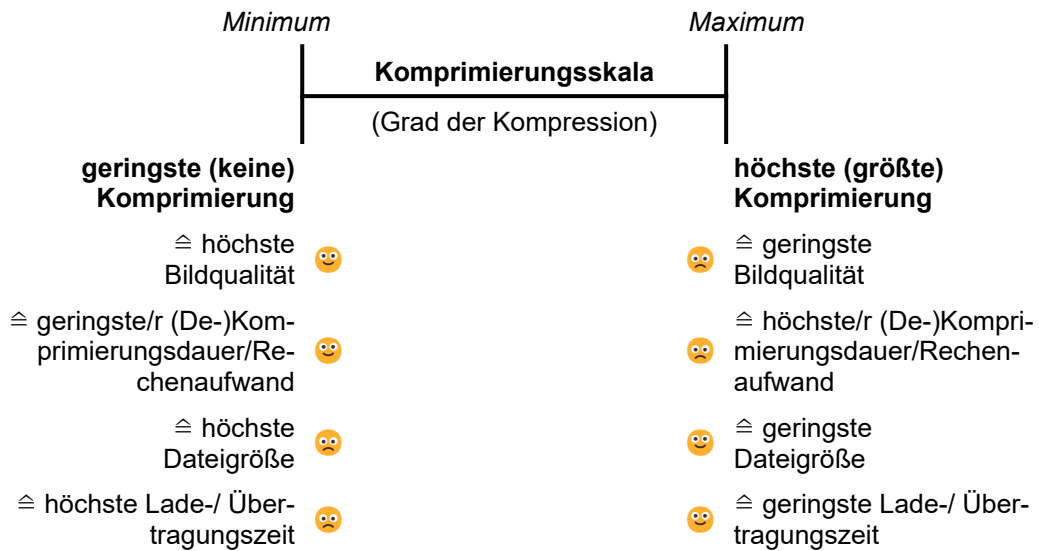 Minimum
Maximum
Komprimierungsskala
(Grad der Kompression)
geringste (keine)
Komprimierung
≙ höchste
Bildqualität
≙ geringste/r (De-)Kom-
primierungsdauer/Re-
chenaufwand
≙ höchste
Dateigröße
≙ höchste Lade-/ Über-
tragungszeit
höchste (größte)
Komprimierung
≙ geringste
Bildqualität
≙ höchste/r (De-)Kompri-
mierungsdauer/Rechen-
aufwand
≙ geringste
Dateigröße
≙ geringste Lade-/ Über-
tragungszeit